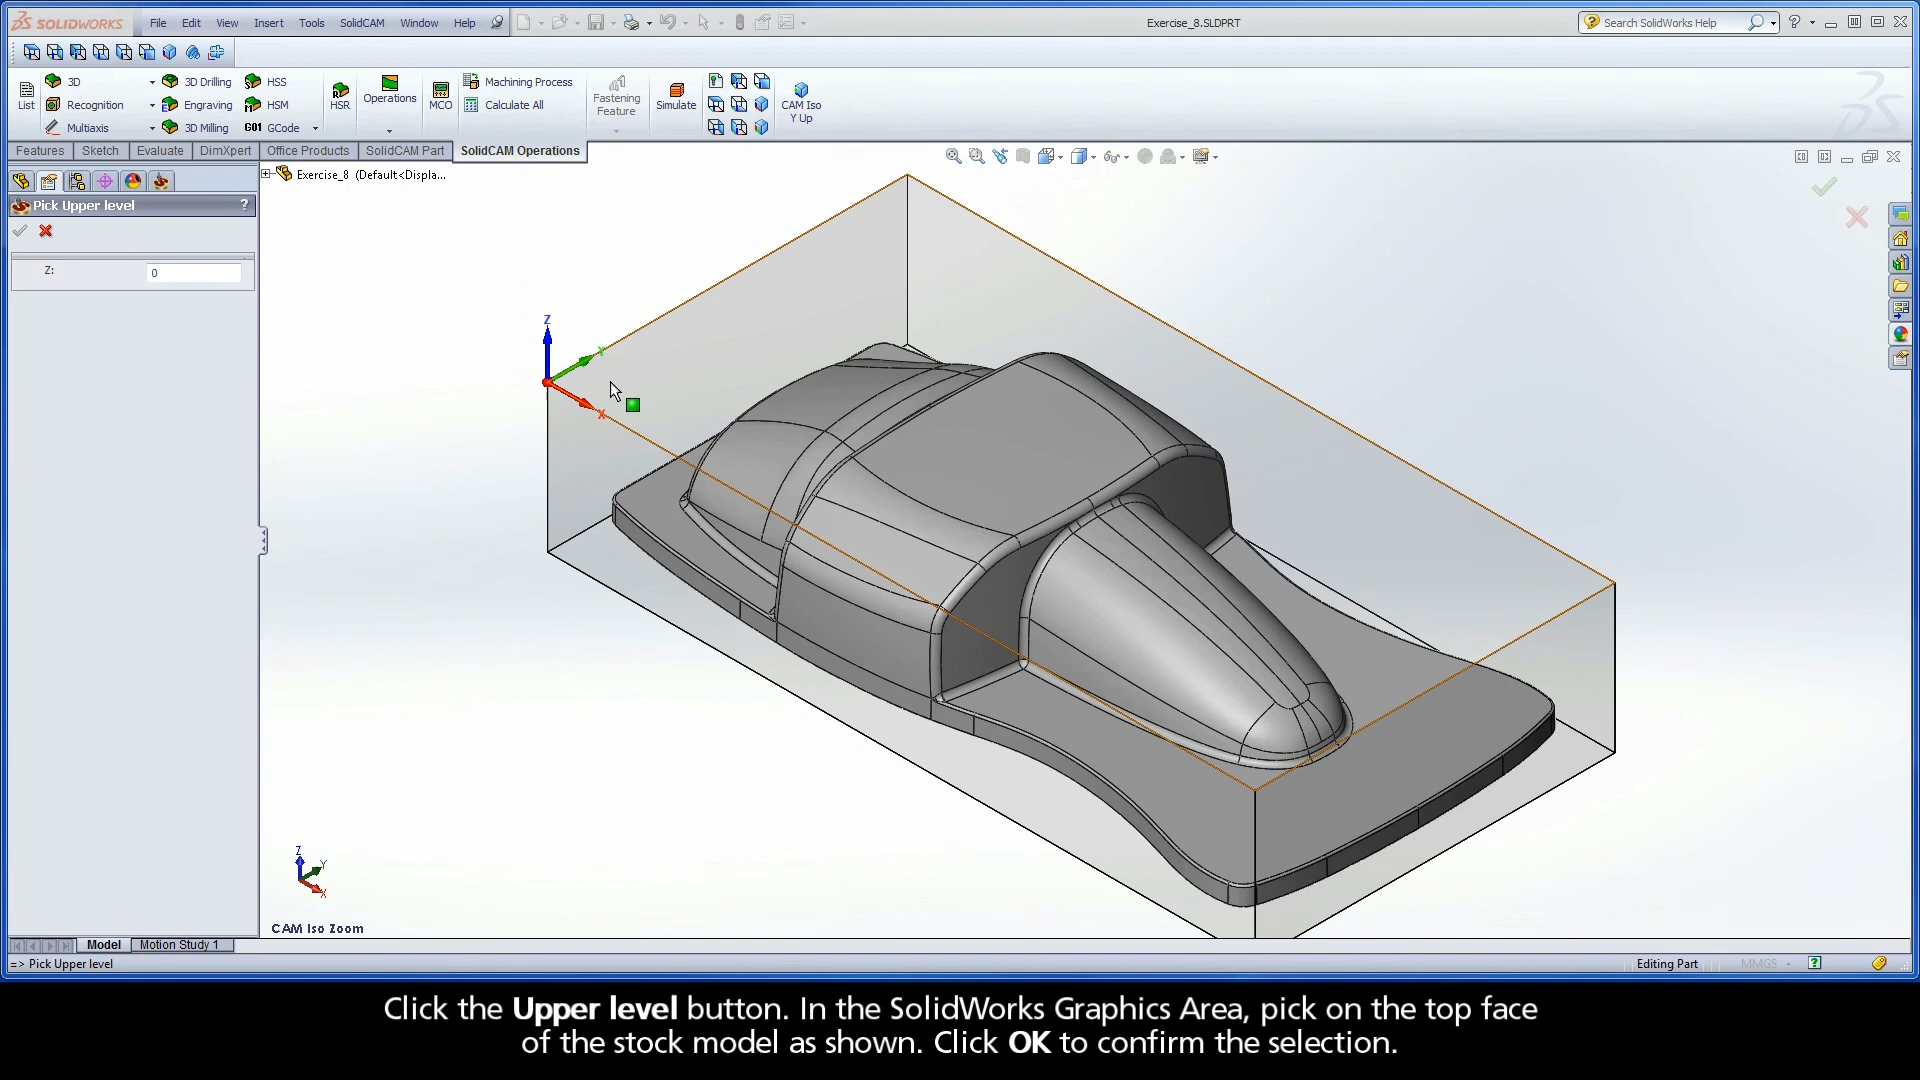 SOLIDWORKS File Edit View Insert Tools SolidCAM Window Help Exercise_8.SLDPRT Search SolidWorks Help
3D 3D Drilling HSS Machining Process
List Recognition Engraving HSM HSR Operations MCO Calculate All Fastening Feature Simulate CAM Iso Y Up
Multiaxis 3D Milling G01 GCode
Features Sketch Evaluate DimXpert Office Products SolidCAM Part SolidCAM Operations
Exercise_8 (Default<Displa...
Pick Upper level ?
Z: 0
Z
Y
X
Z
Y
X
CAM Iso Zoom
Model Motion Study 1
=> Pick Upper level Editing Part MMGS
Click the Upper level button. In the SolidWorks Graphics Area, pick on the top face
of the stock model as shown. Click OK to confirm the selection.